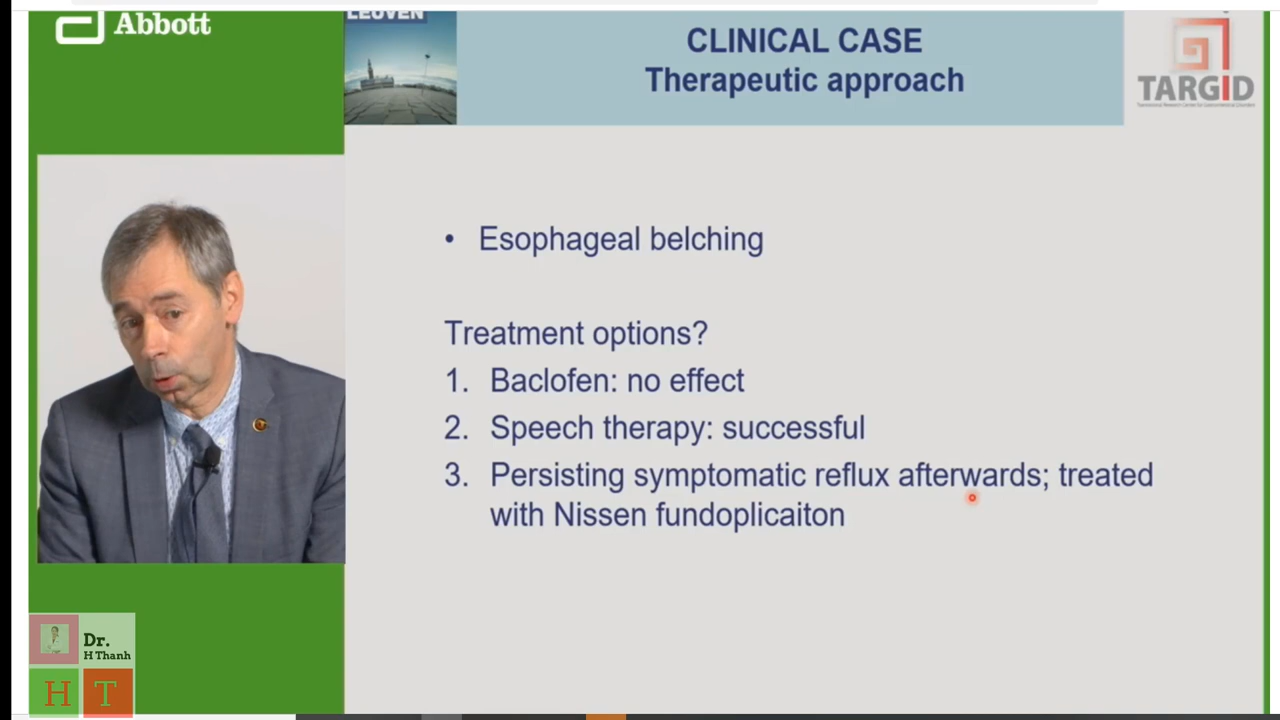 Abbott
LEUVEN
CLINICAL CASE
Therapeutic approach
TARGID
• Esophageal belching
Treatment options?
1. Baclofen: no effect
2. Speech therapy: successful
3. Persisting symptomatic reflux afterwards; treated
with Nissen fundoplicaiton
Dr.
H Thanh
H T